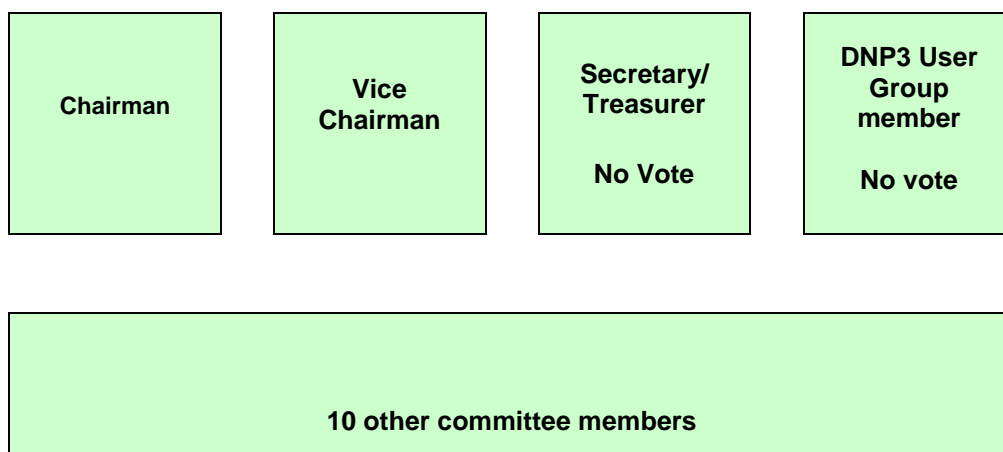 Chairman
Vice
Chairman
Secretary/
Treasurer
No Vote
DNP3 User
Group
member
No vote
10 other committee members